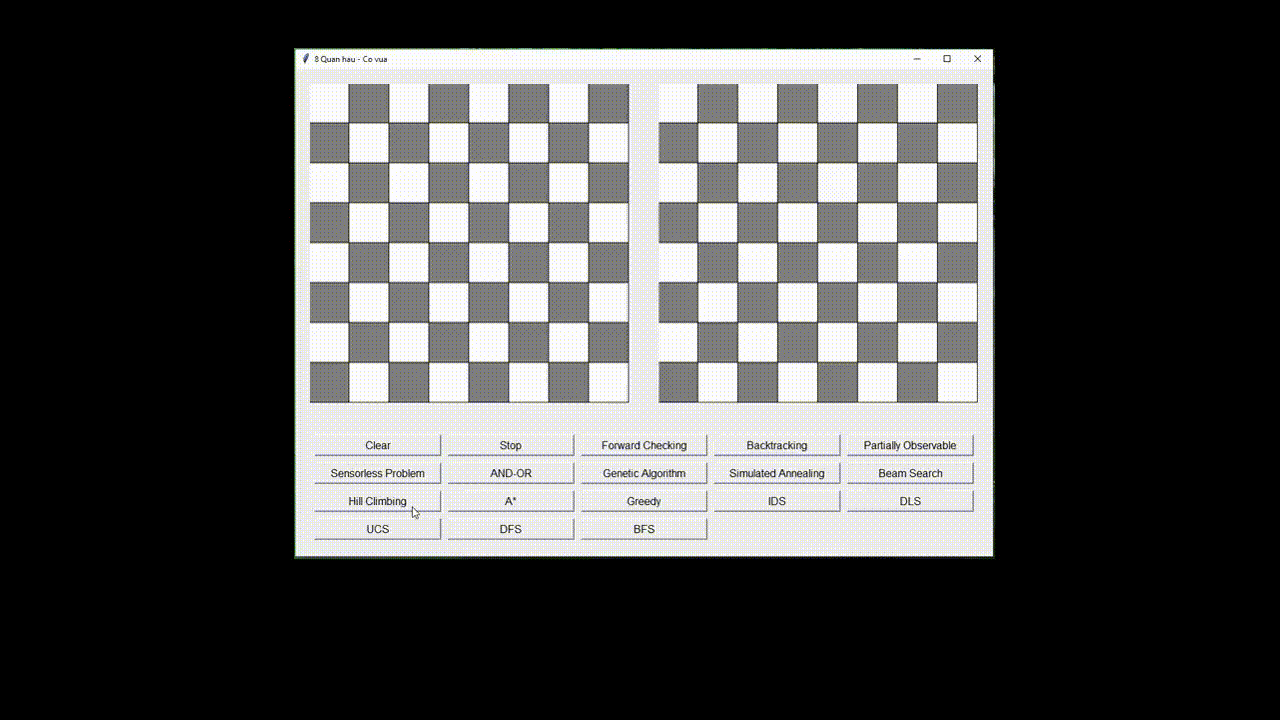 8 Quan hau - Co vua
Clear Stop Forward Checking Backtracking Partially Observable
Sensorless Problem AND-OR Genetic Algorithm Simulated Annealing Beam Search
Hill Climbing A* Greedy IDS DLS
UCS DFS BFS